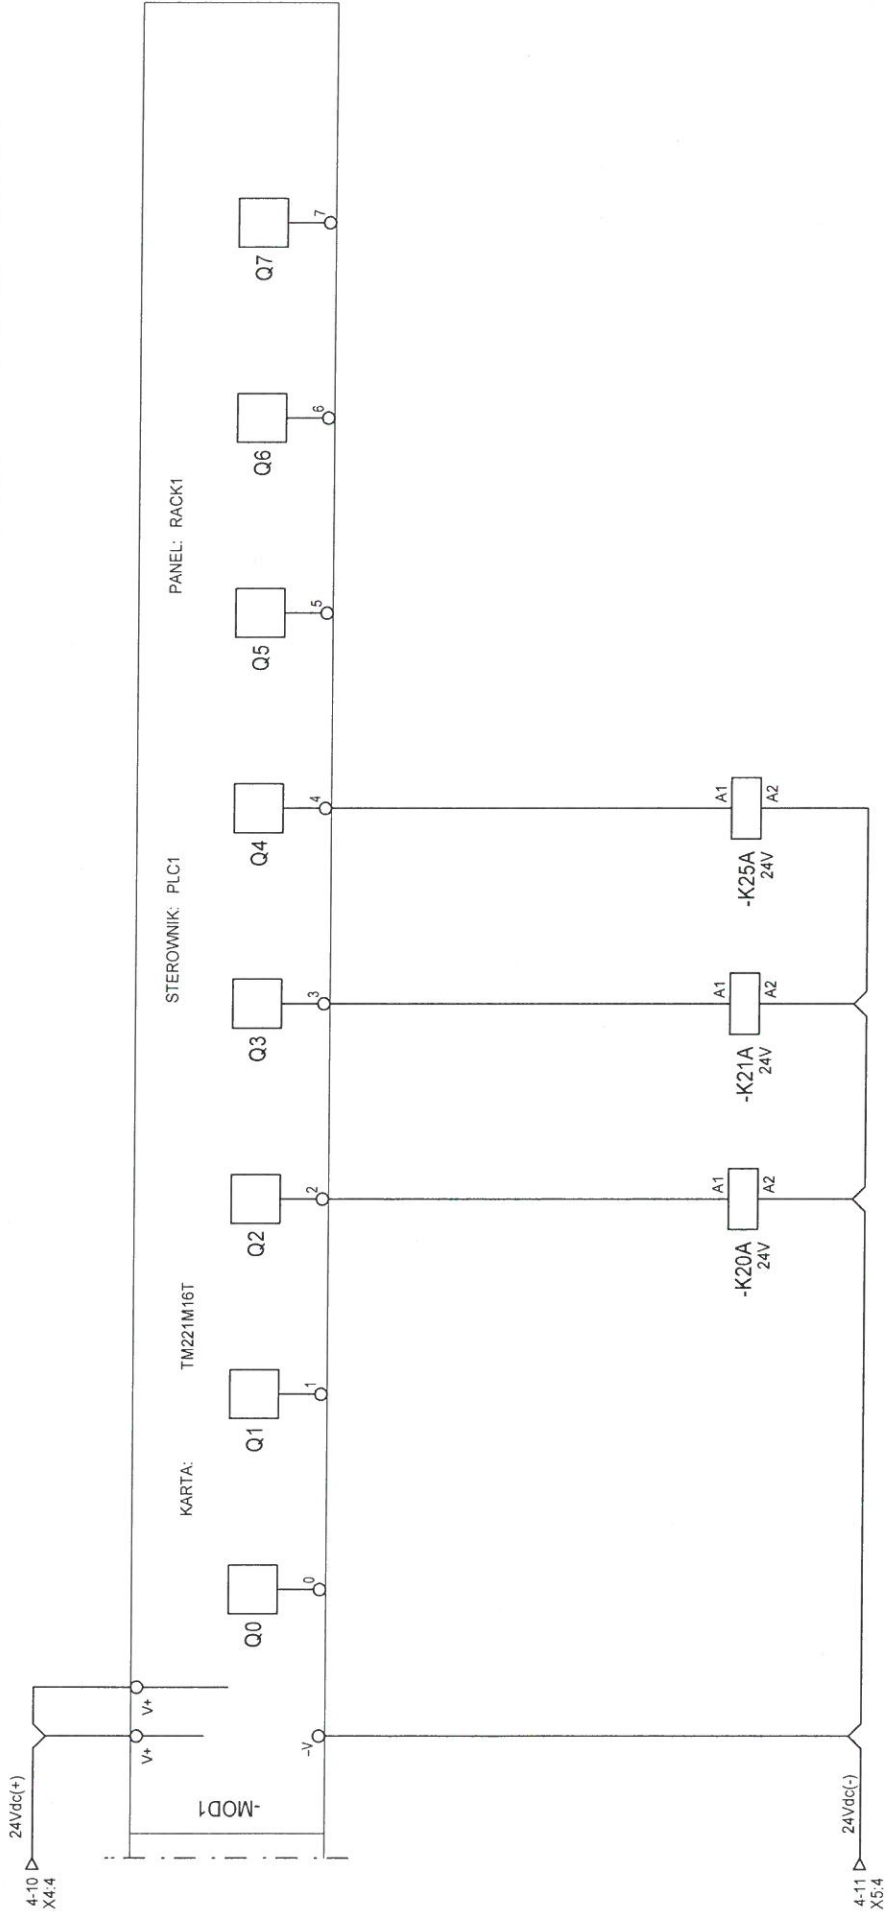 4-10
X4:4
24Vdc(+)
V+
V+
-V
-MOD1
KARTA:
TM221M16T
STEROWNIK: PLC1
PANEL: RACK1
Q0
0
Q1
1
Q2
2
Q3
3
Q4
4
Q5
5
Q6
6
Q7
7
A1
A2
-K20A
24V
A1
A2
-K21A
24V
A1
A2
-K25A
24V
24Vdc(-)
4-11
X5:4